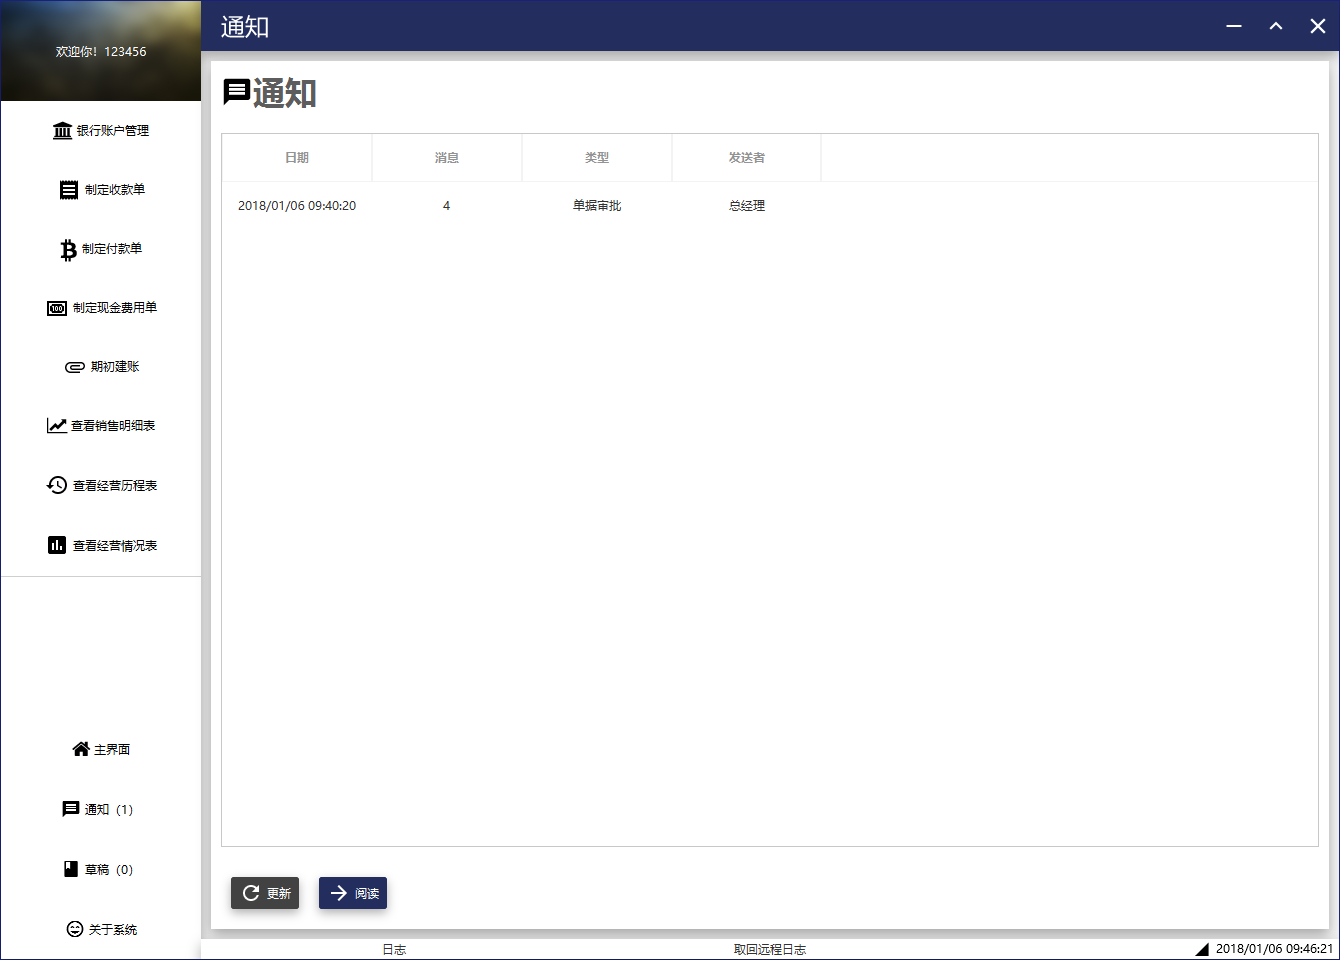 欢迎你！123456
银行账户管理
制定收款单
制定付款单
100 制定现金费用单
期初建账
查看销售明细表
查看经营历程表
查看经营情况表
主界面
通知（1）
草稿（0）
关于系统
通知
通知
日期 消息 类型 发送者
2018/01/06 09:40:20 4 单据审批 总经理
更新 阅读
日志 取回远程日志 2018/01/06 09:46:21